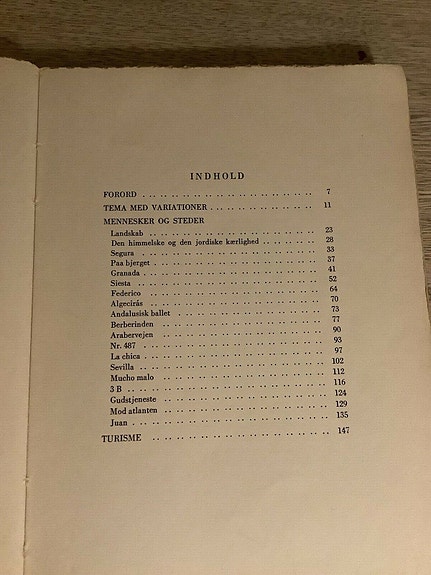 INDHOLD
FORORD .. .. .. .. .. .. .. .. .. .. .. .. .. .. 7
TEMA MED VARIATIONER .. .. .. .. .. .. .. .. 11
MENNESKER OG STEDER
Landskab .. .. .. .. .. .. .. .. .. .. .. .. .. 23
Den himmelske og den jordiske kærlighed .. .. .. .. 28
Segura .. .. .. .. .. .. .. .. .. .. .. .. .. 33
Paa bjerget .. .. .. .. .. .. .. .. .. .. .. .. 37
Granada .. .. .. .. .. .. .. .. .. .. .. .. .. 41
Siesta .. .. .. .. .. .. .. .. .. .. .. .. .. 52
Federico .. .. .. .. .. .. .. .. .. .. .. .. .. 64
Algecirás .. .. .. .. .. .. .. .. .. .. .. .. .. 70
Andalusisk ballet .. .. .. .. .. .. .. .. .. .. .. 73
Berberinden .. .. .. .. .. .. .. .. .. .. .. .. 77
Arabervejen .. .. .. .. .. .. .. .. .. .. .. .. 90
Nr. 487 .. .. .. .. .. .. .. .. .. .. .. .. .. 93
La chica .. .. .. .. .. .. .. .. .. .. .. .. .. 97
Sevilla .. .. .. .. .. .. .. .. .. .. .. .. .. 102
Mucho malo .. .. .. .. .. .. .. .. .. .. .. .. 112
3 B .. .. .. .. .. .. .. .. .. .. .. .. .. .. 116
Gudstjeneste .. .. .. .. .. .. .. .. .. .. .. .. 124
Mod atlanten .. .. .. .. .. .. .. .. .. .. .. .. 129
Juan .. .. .. .. .. .. .. .. .. .. .. .. .. .. 135
TURISME .. .. .. .. .. .. .. .. .. .. .. .. .. 147